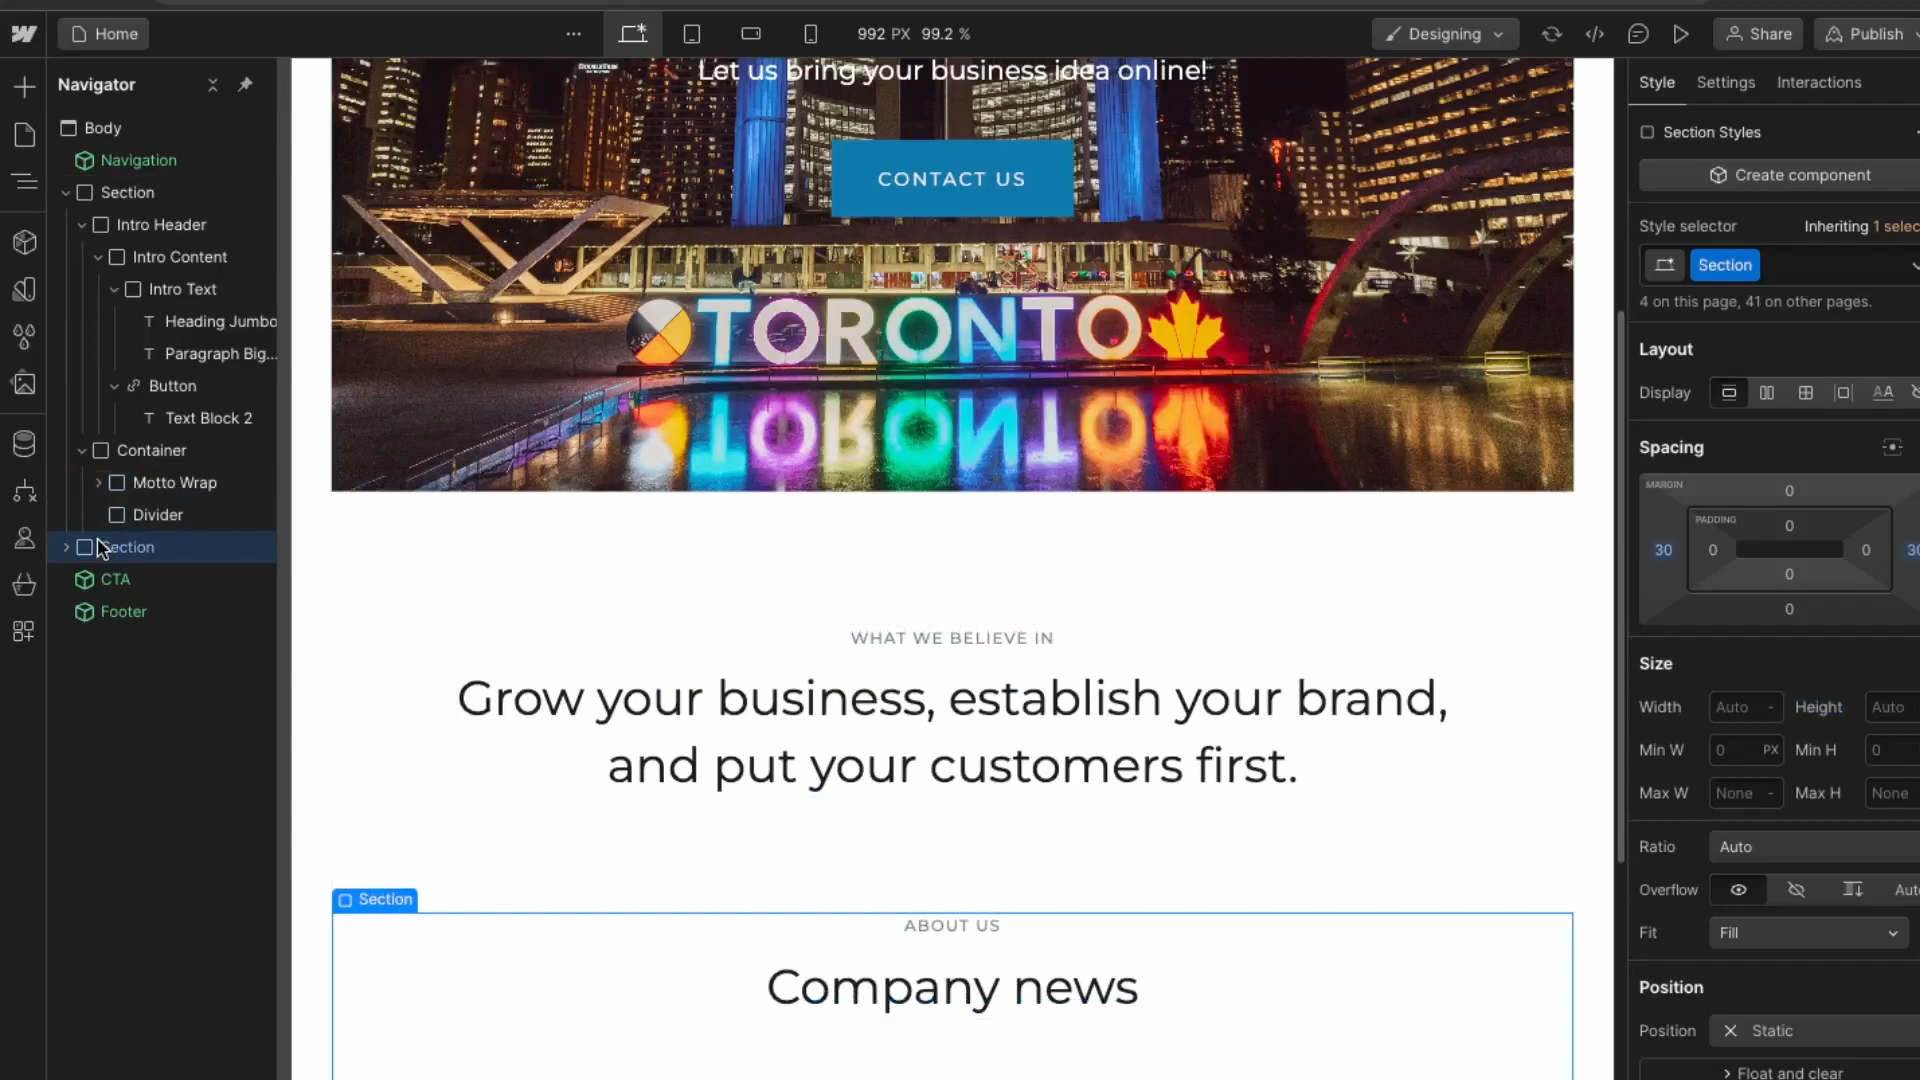 Home
...
992 PX 99.2 %
Designing
Share
Publish
Navigator
Body
Navigation
Section
Intro Header
Intro Content
Intro Text
Heading Jumbo
Paragraph Big...
Button
Text Block 2
Container
Motto Wrap
Divider
Section
CTA
Footer
Let us bring your business idea online!
CONTACT US
TORONTO
WHAT WE BELIEVE IN
Grow your business, establish your brand,
and put your customers first.
Section
ABOUT US
Company news
Style Settings Interactions
Section Styles
Create component
Style selector Inheriting 1 selec
Section
4 on this page, 41 on other pages.
Layout
Display
Spacing
MARGIN
0
PADDING
0
30 0 0 30
0
0
Size
Width Auto - Height Auto
Min W 0 PX Min H 0
Max W None - Max H None
Ratio Auto
Overflow Auto
Fit Fill
Position
Position Static
Float and clear